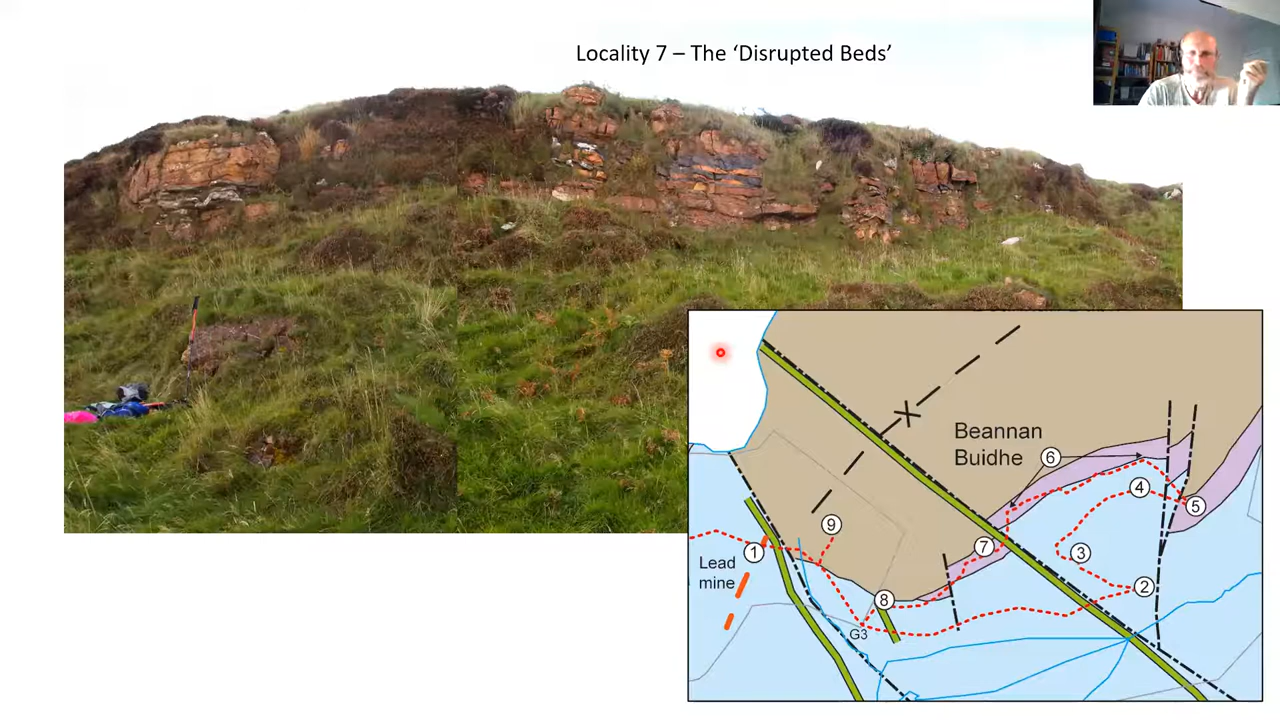 Locality 7 – The ‘Disrupted Beds’
Beannan
Buidhe
6
4
5
9
7
1
3
Lead
mine
2
8
G3